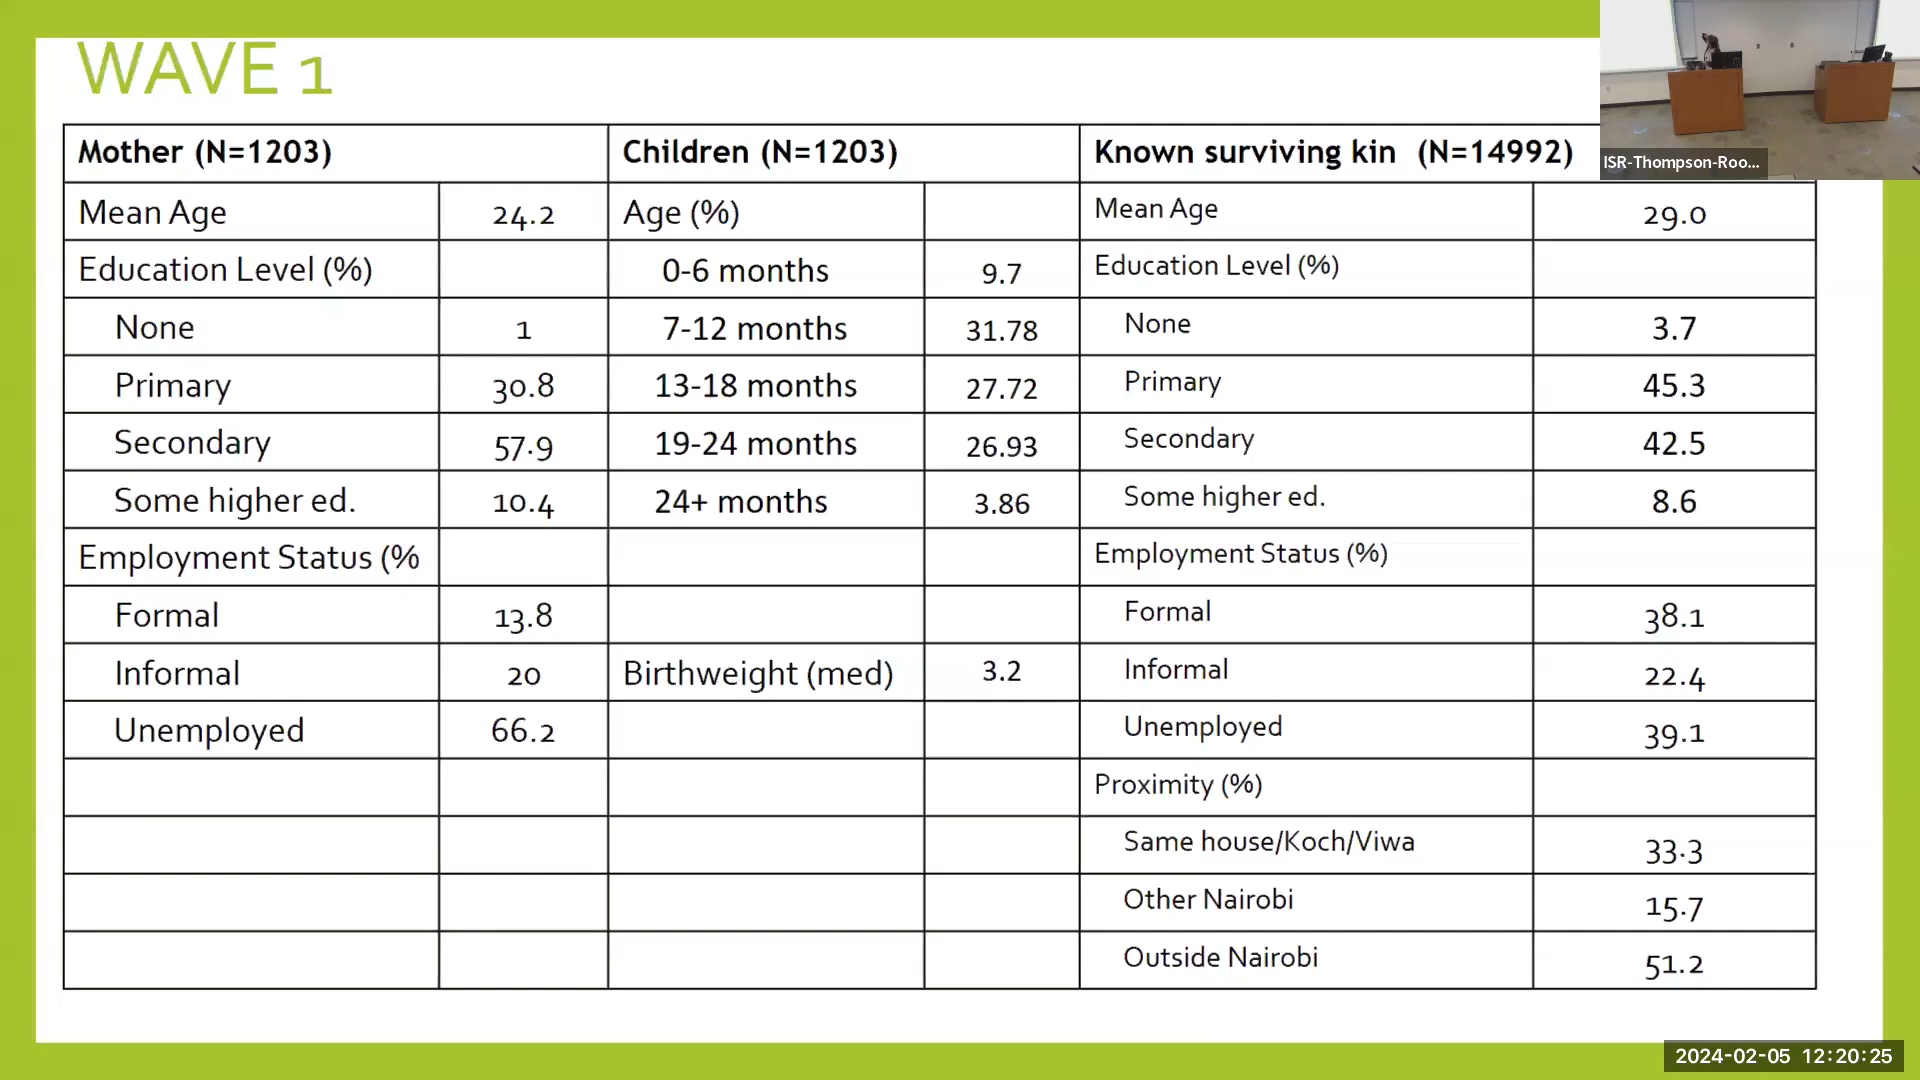 WAVE 1
Mother (N=1203) Children (N=1203) Known surviving kin (N=14992)
ISR-Thompson-Roo...
Mean Age 24.2 Age (%) Mean Age 29.0
Education Level (%) 0-6 months 9.7 Education Level (%)
None 1 7-12 months 31.78 None 3.7
Primary 30.8 13-18 months 27.72 Primary 45.3
Secondary 57.9 19-24 months 26.93 Secondary 42.5
Some higher ed. 10.4 24+ months 3.86 Some higher ed. 8.6
Employment Status (% Employment Status (%)
Formal 13.8 Formal 38.1
Informal 20 Birthweight (med) 3.2 Informal 22.4
Unemployed 66.2 Unemployed 39.1
Proximity (%)
Same house/Koch/Viwa 33.3
Other Nairobi 15.7
Outside Nairobi 51.2
2024-02-05 12:20:25